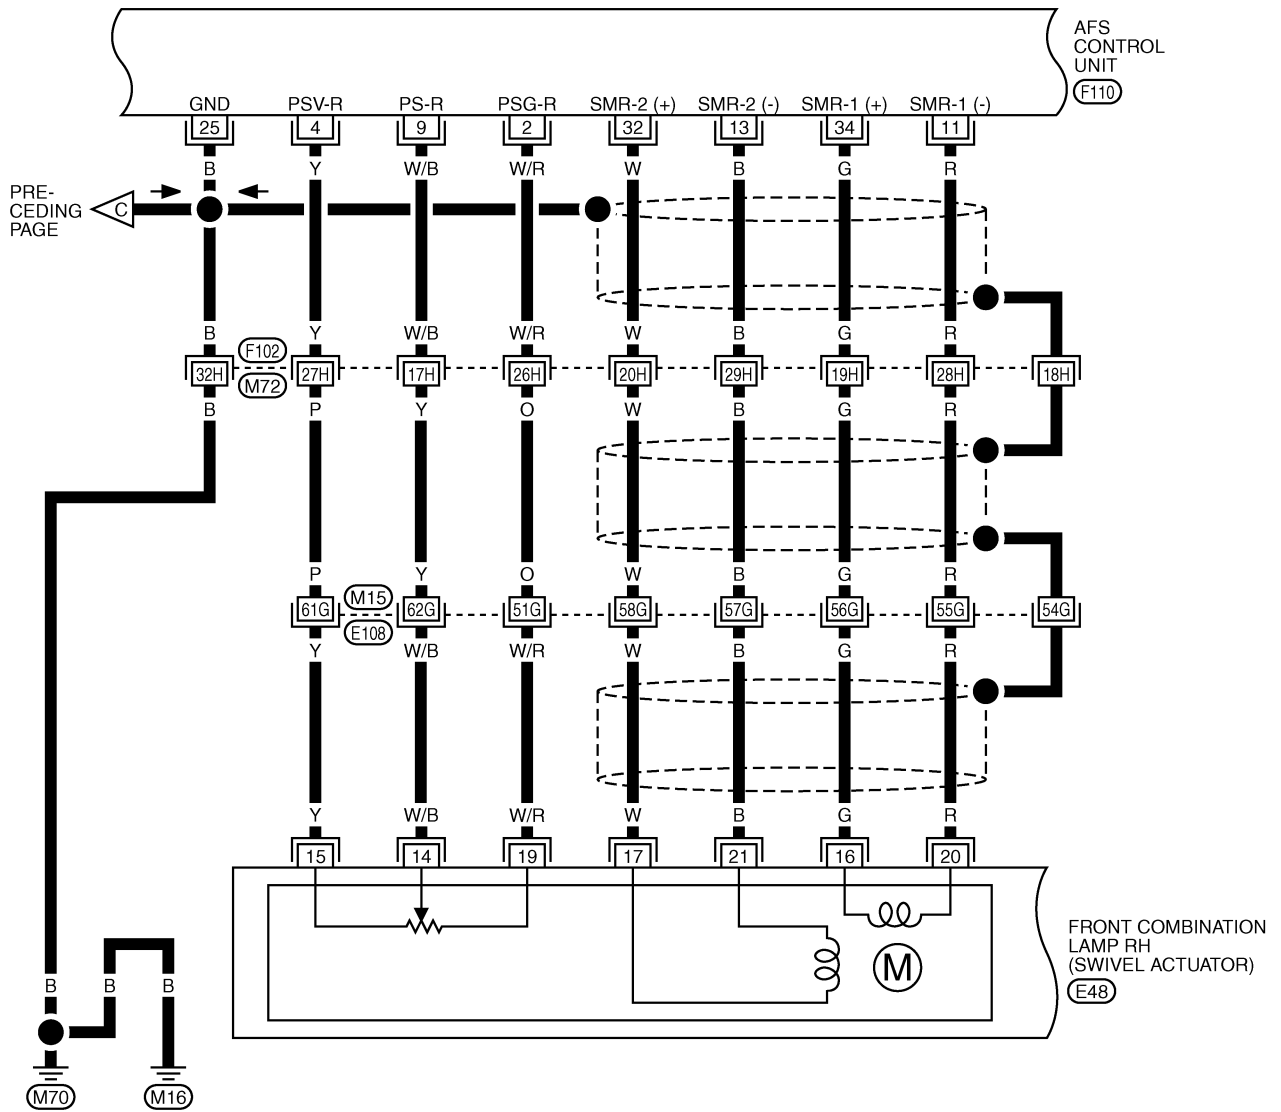 AFS
CONTROL
UNIT
F110
GND PSV-R PS-R PSG-R SMR-2 (+) SMR-2 (-) SMR-1 (+) SMR-1 (-)
25 4 9 2 32 13 34 11
B Y W/B W/R W B G R
PRE-
CEDING
PAGE
C
B Y W/B W/R W B G R
F102
32H 27H 17H 26H 20H 29H 19H 28H 18H
M72
B P Y O W B G R
P Y O W B G R
M15
61G 62G 51G 58G 57G 56G 55G 54G
E108
Y W/B W/R W B G R
Y W/B W/R W B G R
15 14 19 17 21 16 20
M
FRONT COMBINATION
LAMP RH
(SWIVEL ACTUATOR)
E48
B B B
M70 M16